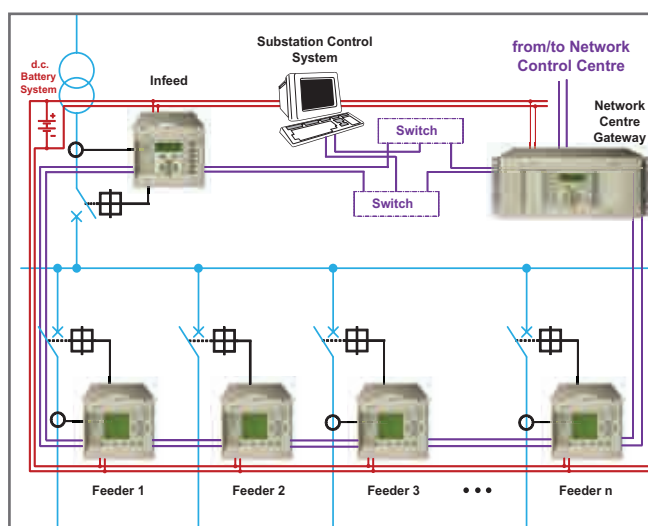 Substation Control
System
from/to Network
Control Centre
d.c.
Battery
System
Infeed
Network
Centre
Gateway
Switch
Switch
+
–
Feeder 1
Feeder 2
Feeder 3
• • •
Feeder n